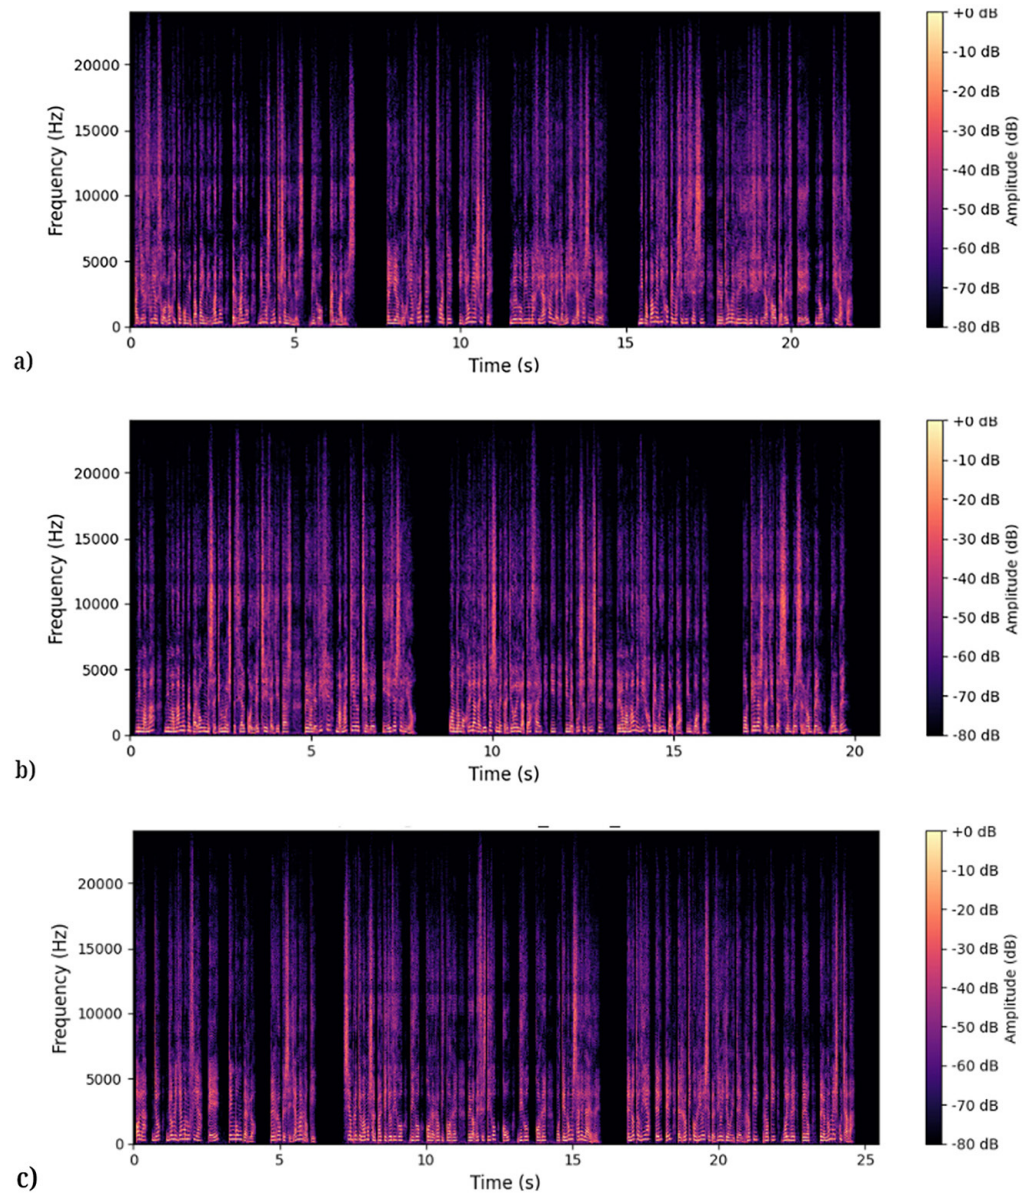 +0 dB
20000
-10 dB
-20 dB
15000
-30 dB
Frequency (Hz)
Amplitude (dB)
-40 dB
10000
-50 dB
5000
-60 dB
-70 dB
0
-80 dB
0 5 10 15 20
a)
Time (s)
+0 dB
20000
-10 dB
-20 dB
15000
-30 dB
Frequency (Hz)
Amplitude (dB)
-40 dB
10000
-50 dB
5000
-60 dB
-70 dB
0
-80 dB
0 5 10 15 20
b)
Time (s)
+0 dB
20000
-10 dB
-20 dB
15000
-30 dB
Frequency (Hz)
Amplitude (dB)
-40 dB
10000
-50 dB
5000
-60 dB
-70 dB
0
-80 dB
0 5 10 15 20 25
c)
Time (s)